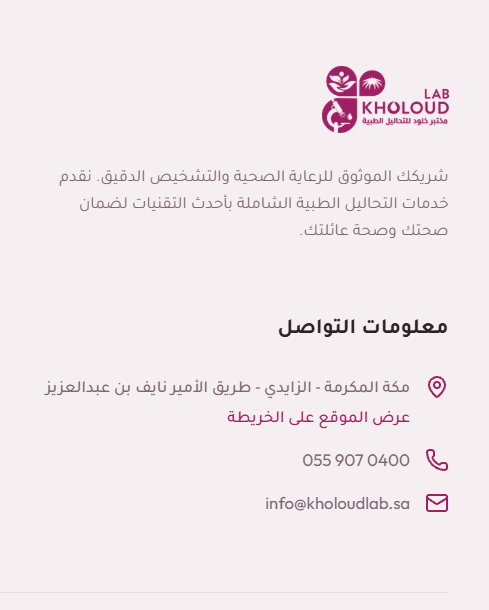 LAB
KHOLOUD
مختبر خلود للتحاليل الطبية
شريكك الموثوق للرعاية الصحية والتشخيص الدقيق. نقدم
خدمات التحاليل الطبية الشاملة بأحدث التقنيات لضمان
صحتك وصحة عائلتك.
معلومات التواصل
مكة المكرمة - الزايدي - طريق الأمير نايف بن عبدالعزيز
عرض الموقع على الخريطة
055 907 0400
info@kholoudlab.sa